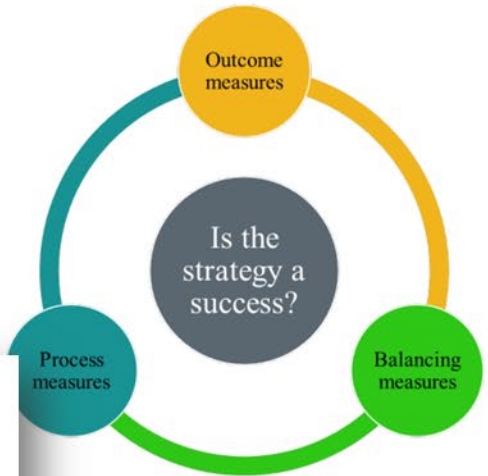 Outcome
measures
Is the
strategy a
success?
Process
measures
Balancing
measures